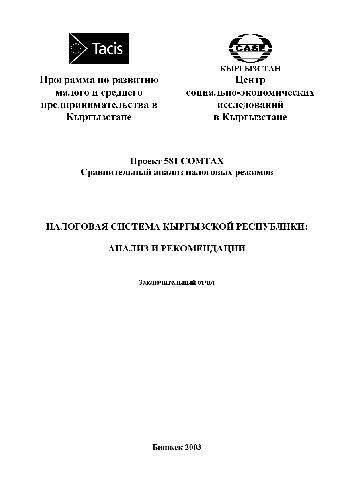 Tacis
CASE
КЫРГЫЗСТАН
Программа по развитию
малого и среднего
предпринимательства в
Кыргызстане
Центр
социально-экономических
исследований
в Кыргызстане
Проект 581 COMTAX
Сравнительный анализ налоговых режимов
НАЛОГОВАЯ СИСТЕМА КЫРГЫЗСКОЙ РЕСПУБЛИКИ:
АНАЛИЗ И РЕКОМЕНДАЦИИ
Заключительный отчет
Бишкек 2003